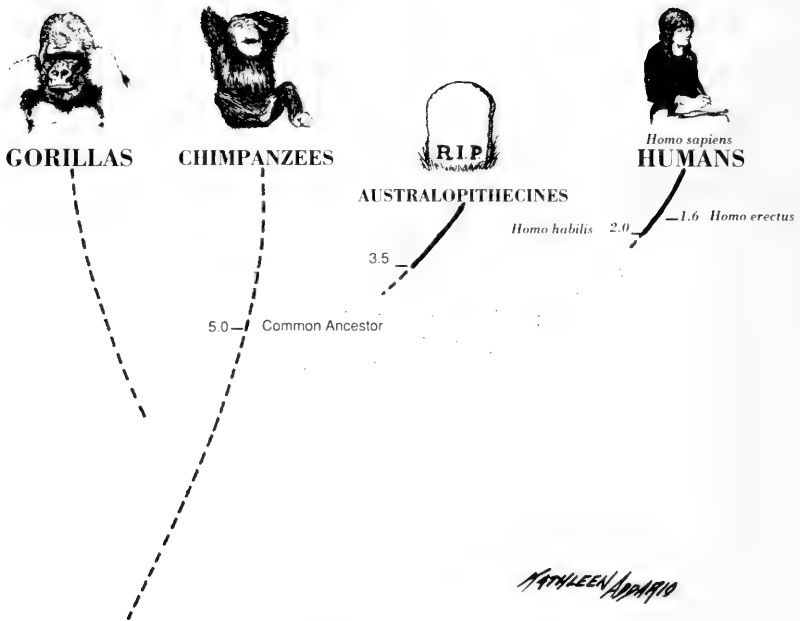 R.I.P
Homo sapiens
GORILLAS
CHIMPANZEES
HUMANS
AUSTRALOPITHECINES
1.6 Homo erectus
Homo habilis 2.0
3.5
5.0 Common Ancestor
KATHLEEN ADDARIO